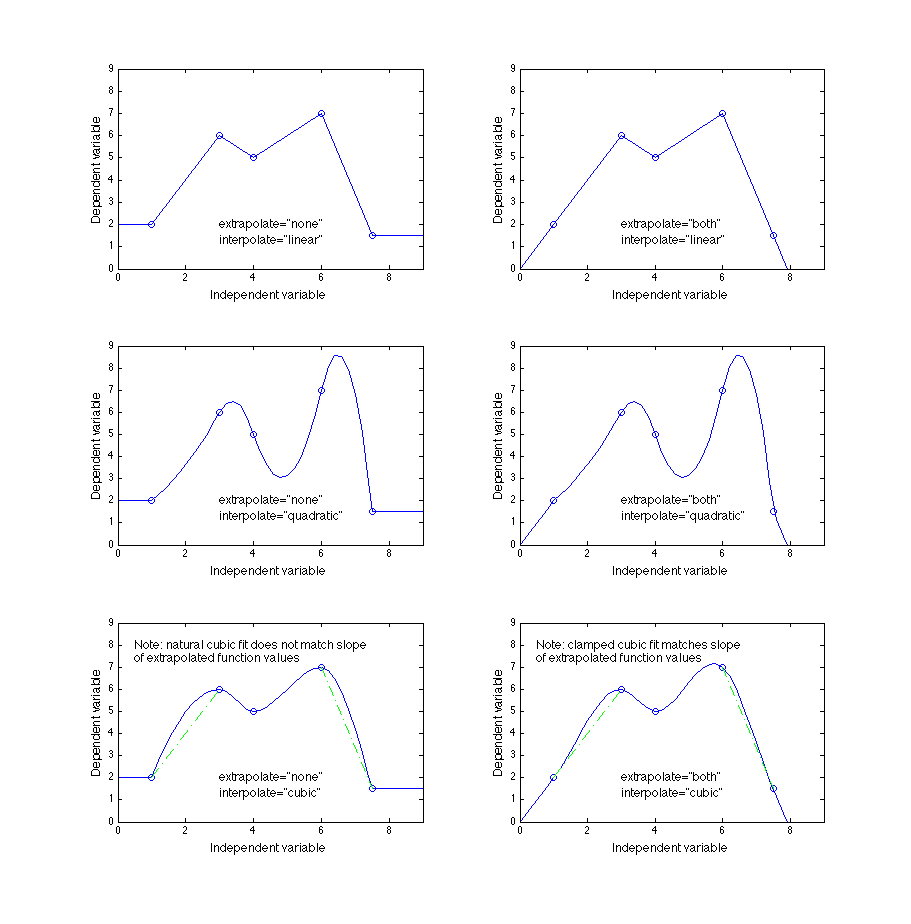 9
8
7
6
5
4
3
2
1
0
0 2 4 6 8
Dependent variable
Independent variable
extrapolate="none"
interpolate="linear"
9
8
7
6
5
4
3
2
1
0
0 2 4 6 8
Dependent variable
Independent variable
extrapolate="both"
interpolate="linear"
9
8
7
6
5
4
3
2
1
0
0 2 4 6 8
Dependent variable
Independent variable
extrapolate="none"
interpolate="quadratic"
9
8
7
6
5
4
3
2
1
0
0 2 4 6 8
Dependent variable
Independent variable
extrapolate="both"
interpolate="quadratic"
9
8
7
6
5
4
3
2
1
0
0 2 4 6 8
Dependent variable
Independent variable
Note: natural cubic fit does not match slope
of extrapolated function values
extrapolate="none"
interpolate="cubic"
9
8
7
6
5
4
3
2
1
0
0 2 4 6 8
Dependent variable
Independent variable
Note: clamped cubic fit matches slope
of extrapolated function values
extrapolate="both"
interpolate="cubic"